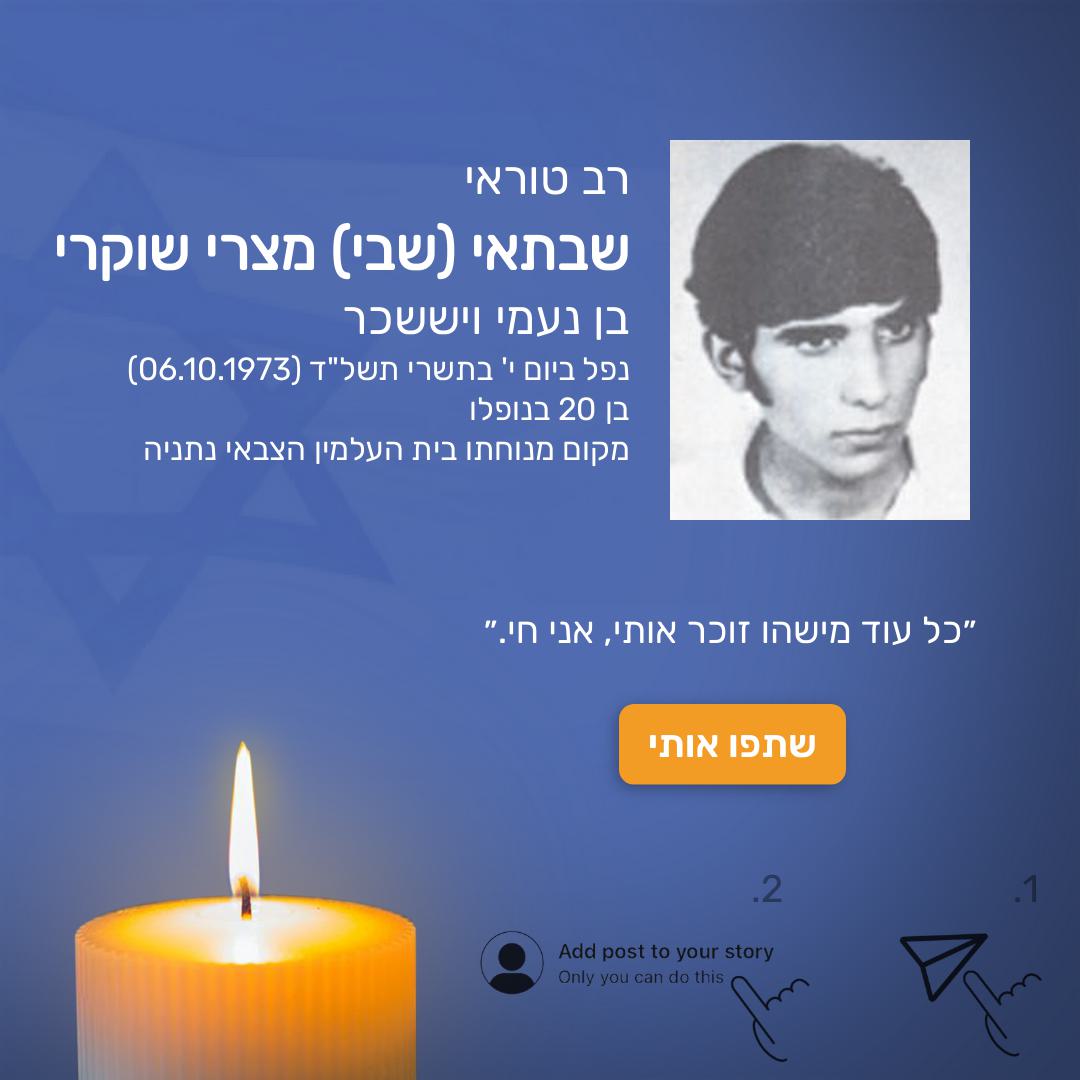 רב טוראי
שבתאי (שבי) מצרי שוקרי
בן נעמי ויששכר
נפל ביום י' בתשרי תשל"ד (06.10.1973)
בן 20 בנופלו
מקום מנוחתו בית העלמין הצבאי נתניה
״כל עוד מישהו זוכר אותי, אני חי.״
שתפו אותי
.1
.2
Add post to your story
Only you can do this